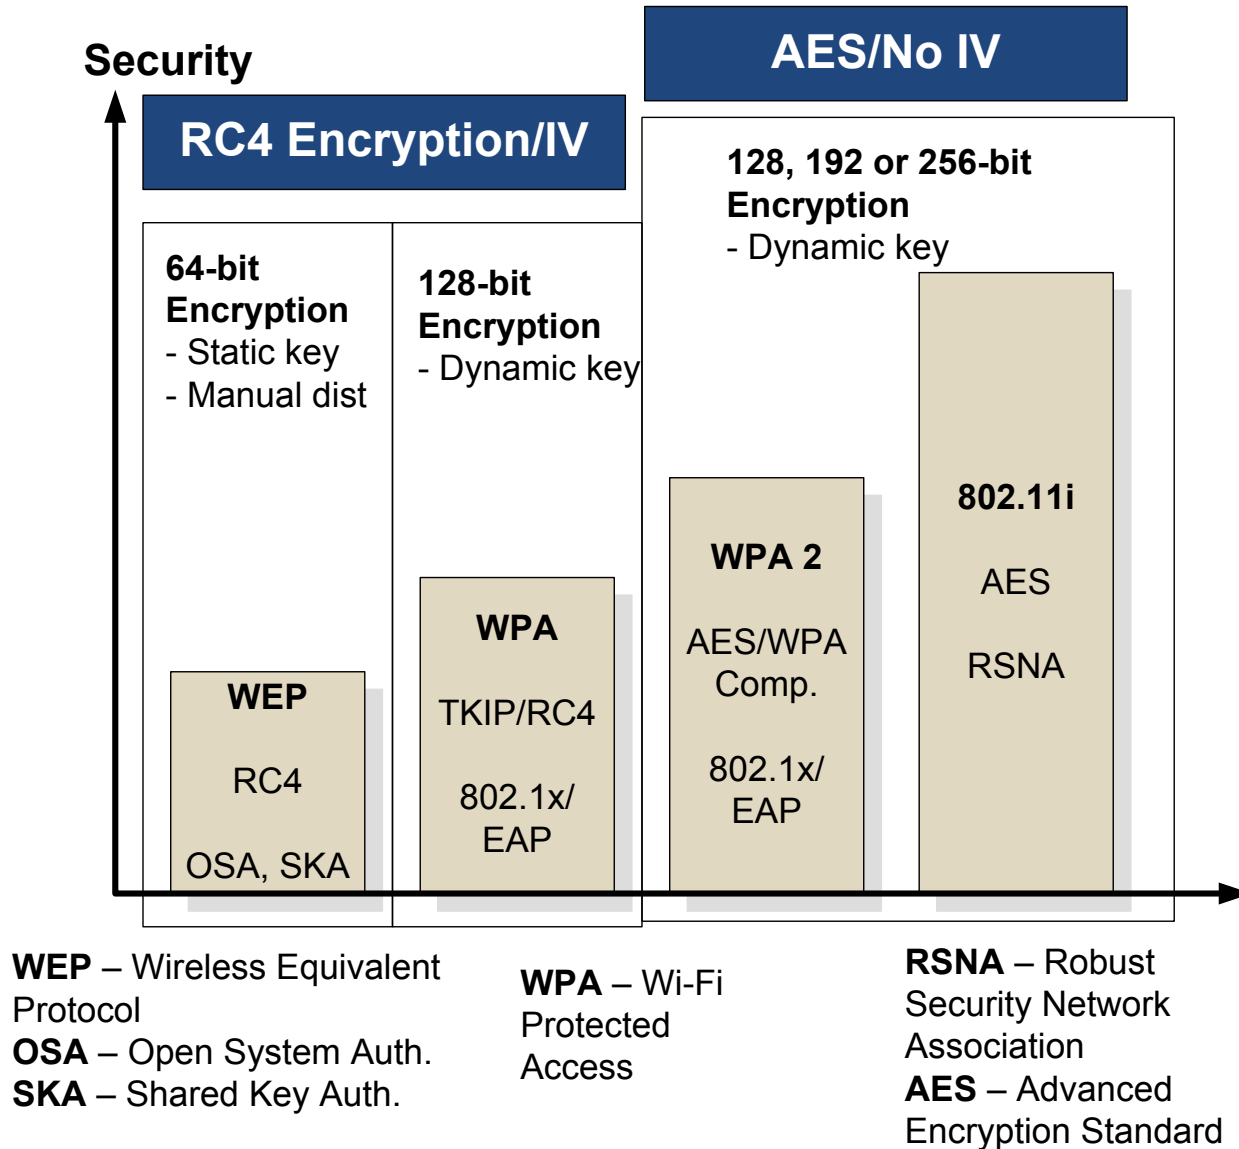 Security
AES/No IV
RC4 Encryption/IV
64-bit
Encryption
- Static key
- Manual dist
128-bit
Encryption
- Dynamic key
128, 192 or 256-bit
Encryption
- Dynamic key
WEP
RC4
OSA, SKA
WPA
TKIP/RC4
802.1x/
EAP
WPA 2
AES/WPA
Comp.
802.1x/
EAP
802.11i
AES
RSNA
WEP – Wireless Equivalent
Protocol
OSA – Open System Auth.
SKA – Shared Key Auth.
WPA – Wi-Fi
Protected
Access
RSNA – Robust
Security Network
Association
AES – Advanced
Encryption Standard